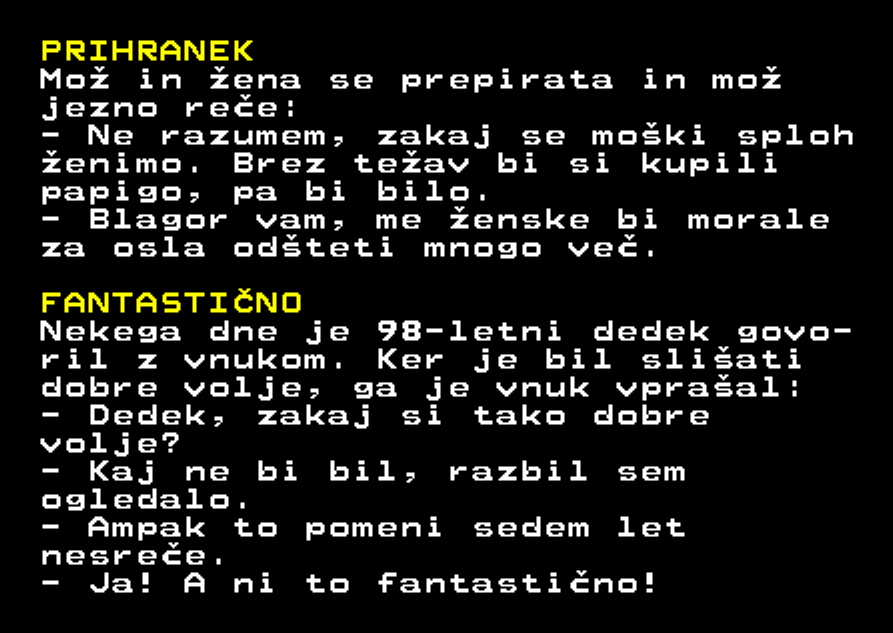 PRIHRANEK
Mož in žena se prepirata in mož
jezno reče:
- Ne razumem, zakaj se moški sploh
ženimo. Brez težav bi si kupili
papigo, pa bi bilo.
- Blagor vam, me ženske bi morale
za osla odšteti mnogo več.
FANTASTIČNO
Nekega dne je 98-letni dedek govo-
ril z vnukom. Ker je bil slišati
dobre volje, ga je vnuk vprašal:
- Dedek, zakaj si tako dobre
volje?
- Kaj ne bi bil, razbil sem
ogledalo.
- Ampak to pomeni sedem let
nesreče.
- Ja! A ni to fantastično!